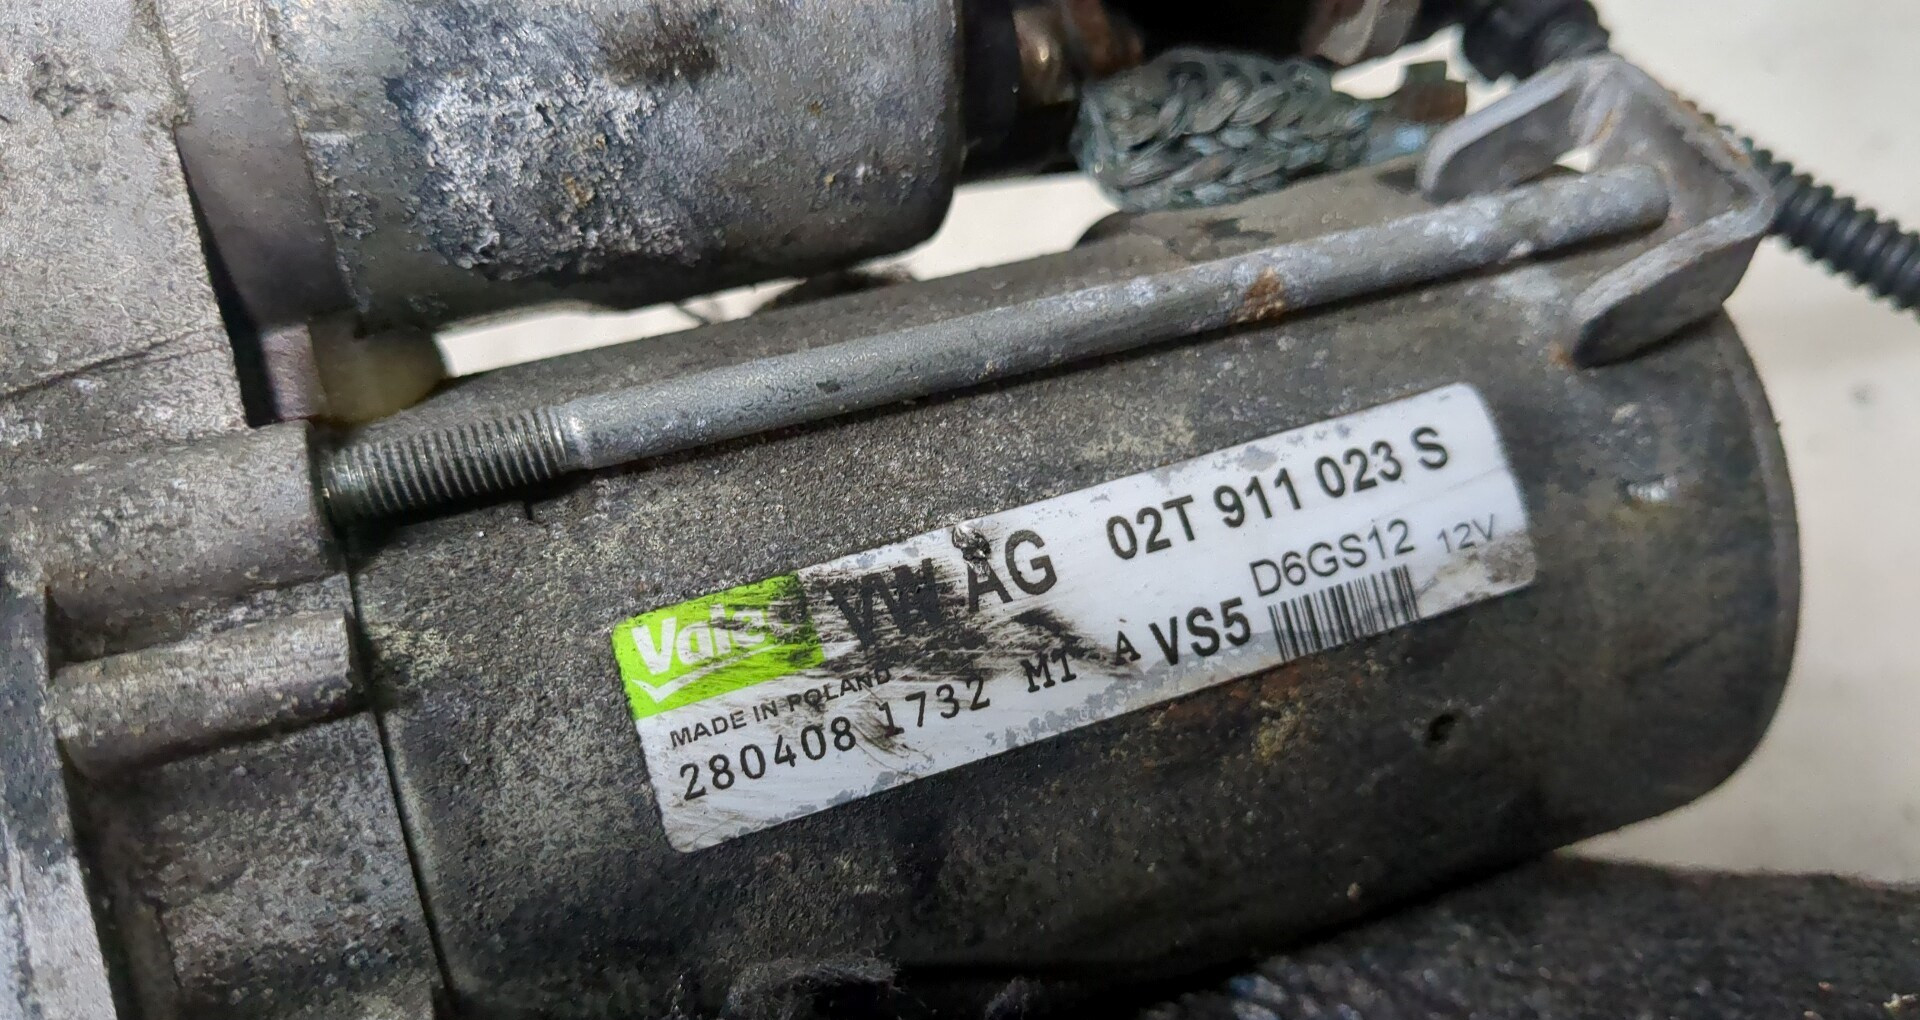 Valeo VW AG 02T 911 023 S
D6GS12 12V
MADE IN POLAND
280408 1732 M1 A VS5